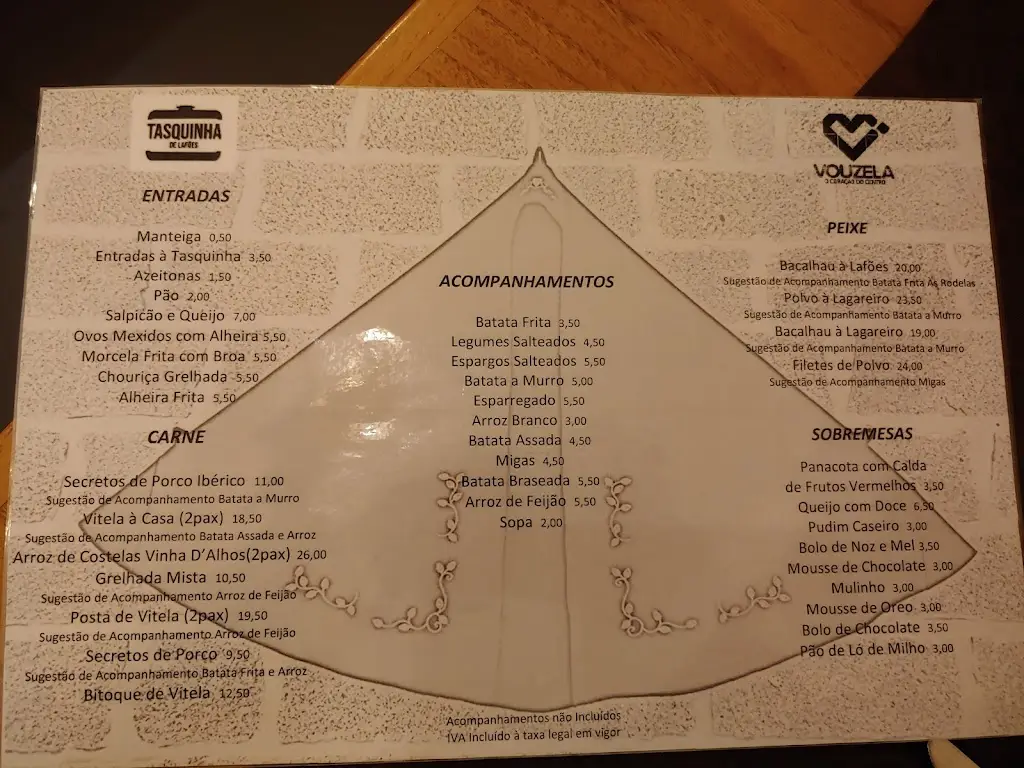 TASQUINHA
DE LAFÕES
ENTRADAS
Manteiga 0,50
Entradas à Tasquinha 3,50
Azeitonas 1,50
Pão 2,00
Salpicão e Queijo 7,00
Ovos Mexidos com Alheira 5,50
Morcela Frita com Broa 5,50
Chouriça Grelhada 5,50
Alheira Frita 5,50
CARNE
Secretos de Porco Ibérico 11,00
Sugestão de Acompanhamento Batata a Murro
Vitela à Casa (2pax) 18,50
Sugestão de Acompanhamento Batata Assada e Arroz
Arroz de Costelas Vinha D'Alhos(2pax) 26,00
Grelhada Mista 10,50
Sugestão de Acompanhamento Arroz de Feijão
Posta de Vitela (2pax) 19,50
Sugestão de Acompanhamento Arroz de Feijão
Secretos de Porco 9,50
Sugestão de Acompanhamento Batata Frita e Arroz
Bitoque de Vitela 12,50
ACOMPANHAMENTOS
Batata Frita 3,50
Legumes Salteados 4,50
Espargos Salteados 5,50
Batata a Murro 5,00
Esparregado 5,50
Arroz Branco 3,00
Batata Assada 4,50
Migas 4,50
Batata Braseada 5,50
Arroz de Feijão 5,50
Sopa 2,00
Acompanhamentos não Incluídos
IVA Incluído à taxa legal em vigor
VOUZELA
O CORAÇÃO DO CENTRO
PEIXE
Bacalhau à Lafões 20,00
Sugestão de Acompanhamento Batata Frita Às Rodelas
Polvo à Lagareiro 23,50
Sugestão de Acompanhamento Batata a Murro
Bacalhau à Lagareiro 19,00
Sugestão de Acompanhamento Batata a Murro
Filetes de Polvo 24,00
Sugestão de Acompanhamento Migas
SOBREMESAS
Panacota com Calda
de Frutos Vermelhos 3,50
Queijo com Doce 6,50
Pudim Caseiro 3,00
Bolo de Noz e Mel 3,50
Mousse de Chocolate 3,00
Mulinho 3,00
Mousse de Oreo 3,00
Bolo de Chocolate 3,50
Pão de Ló de Milho 3,00